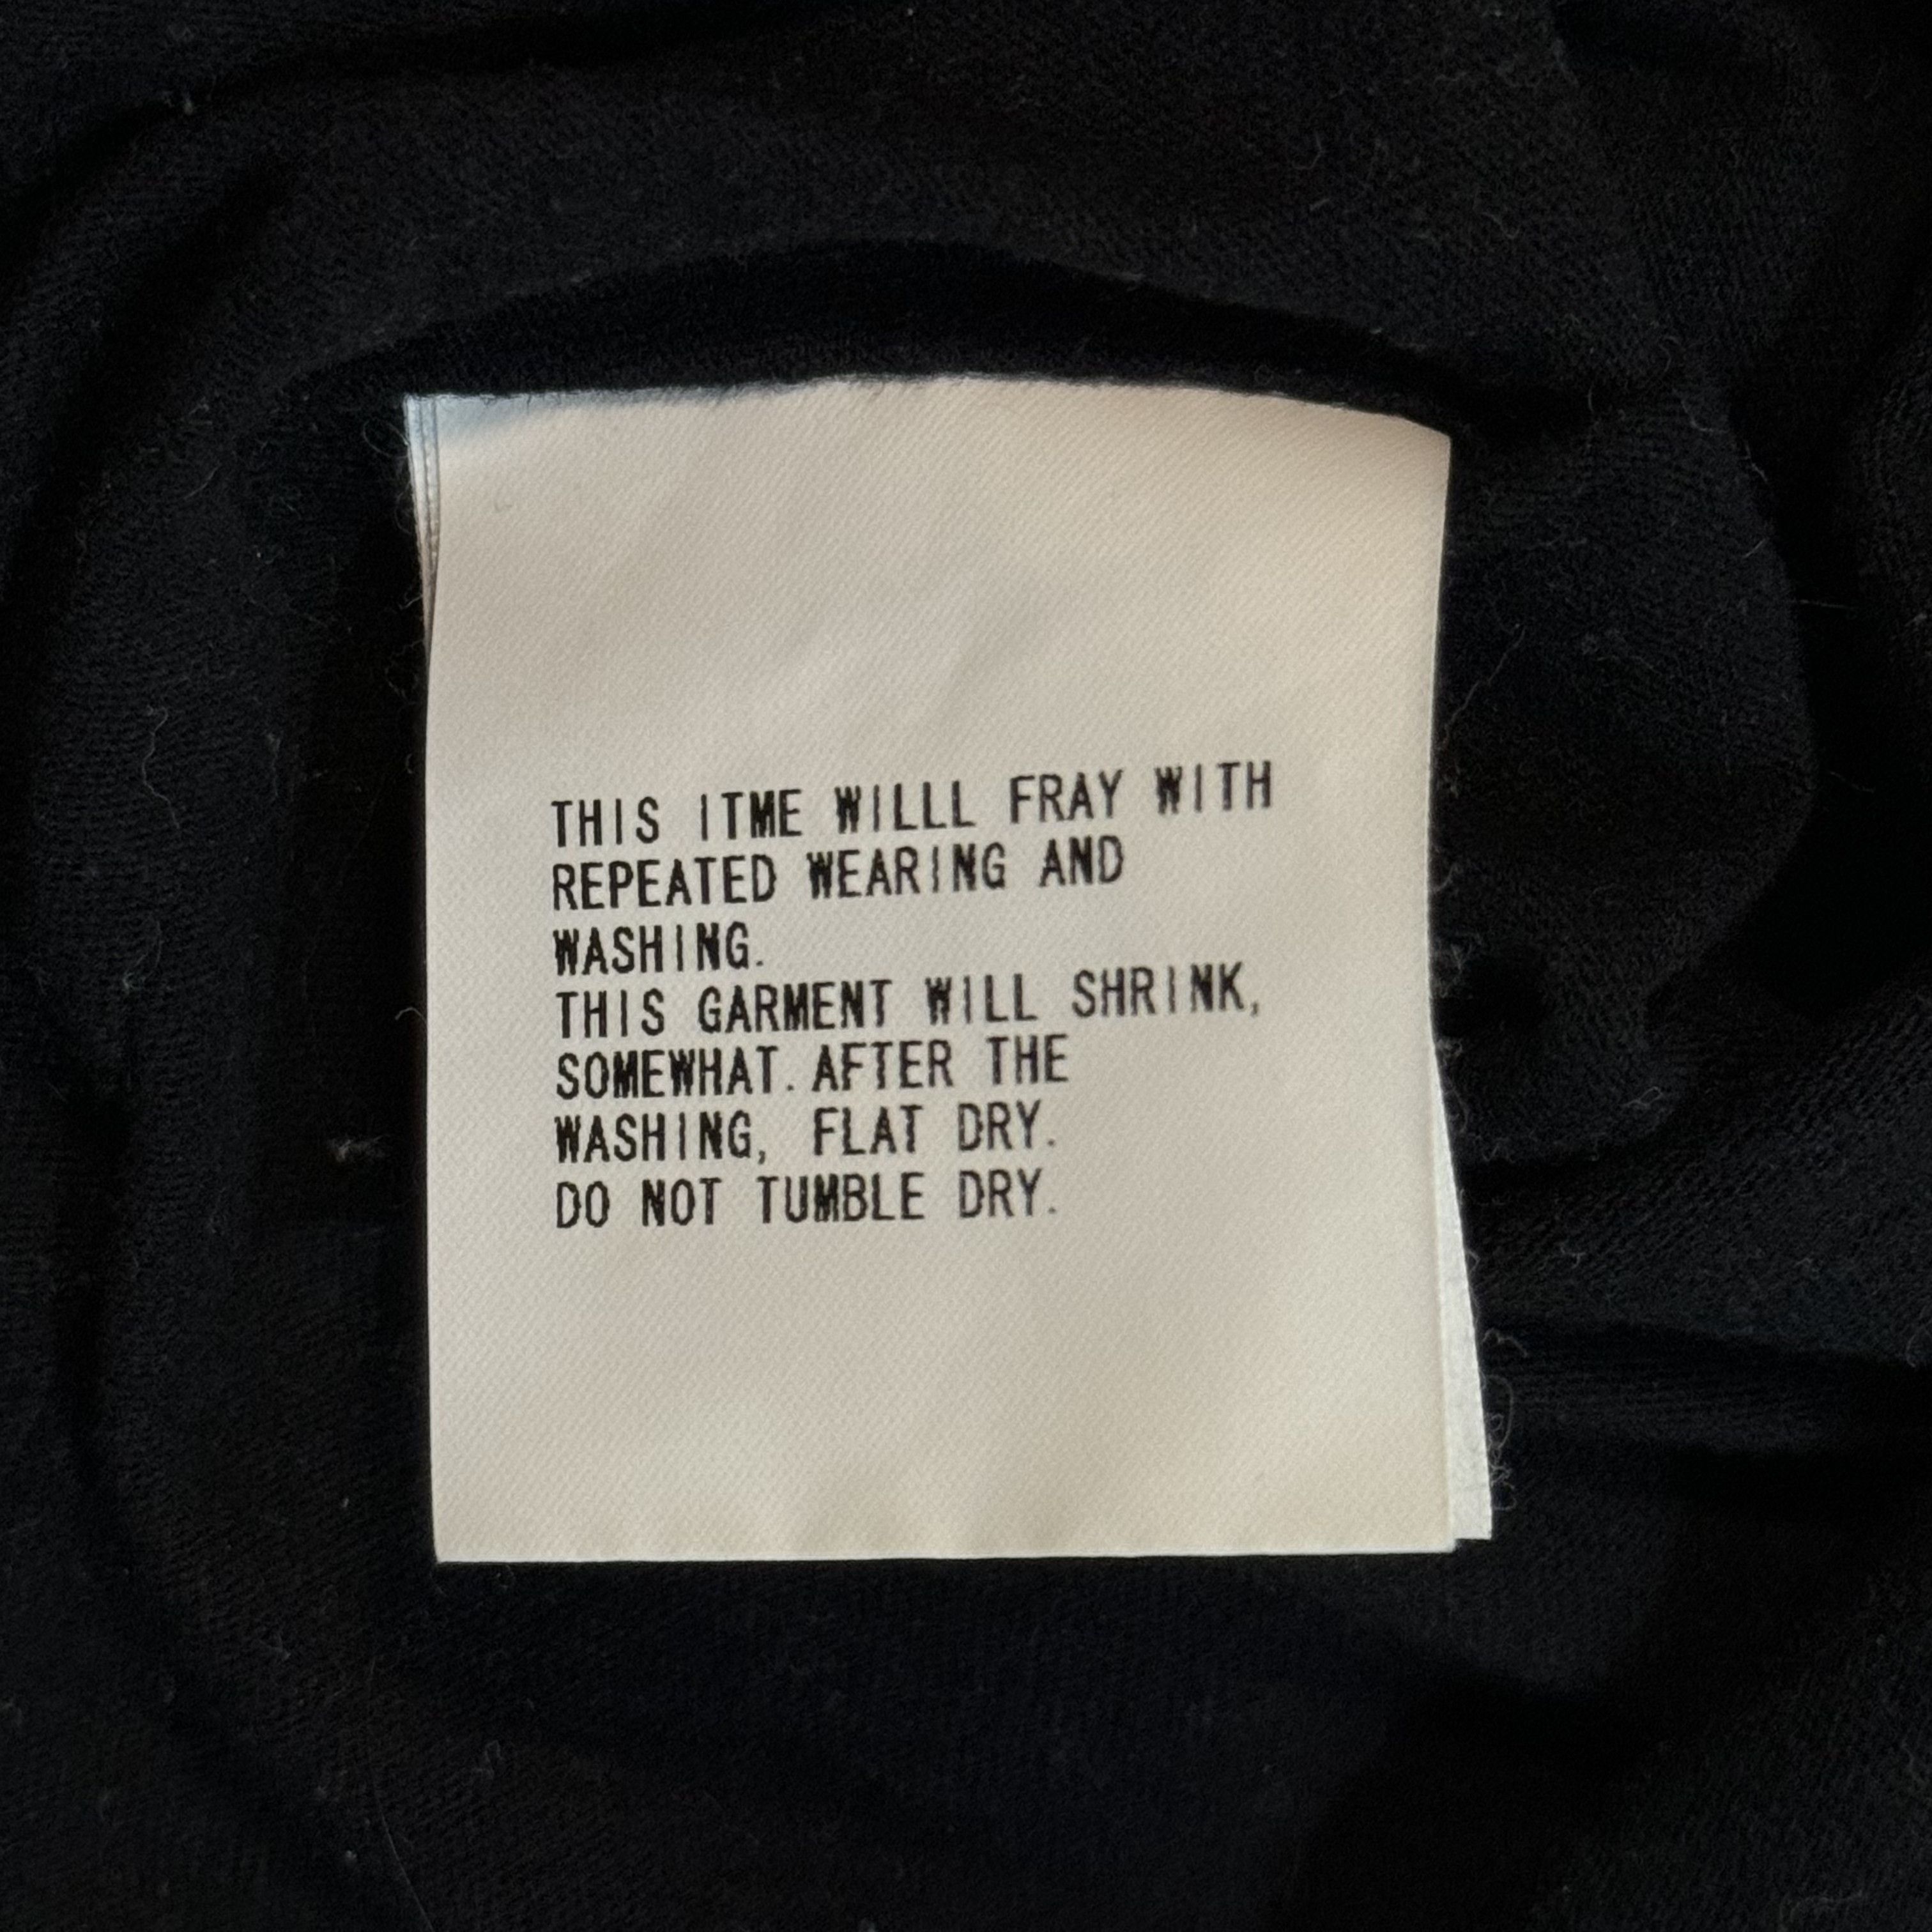 THIS ITME WILLL FRAY WITH
REPEATED WEARING AND
WASHING.
THIS GARMENT WILL SHRINK,
SOMEWHAT. AFTER THE
WASHING, FLAT DRY.
DO NOT TUMBLE DRY.